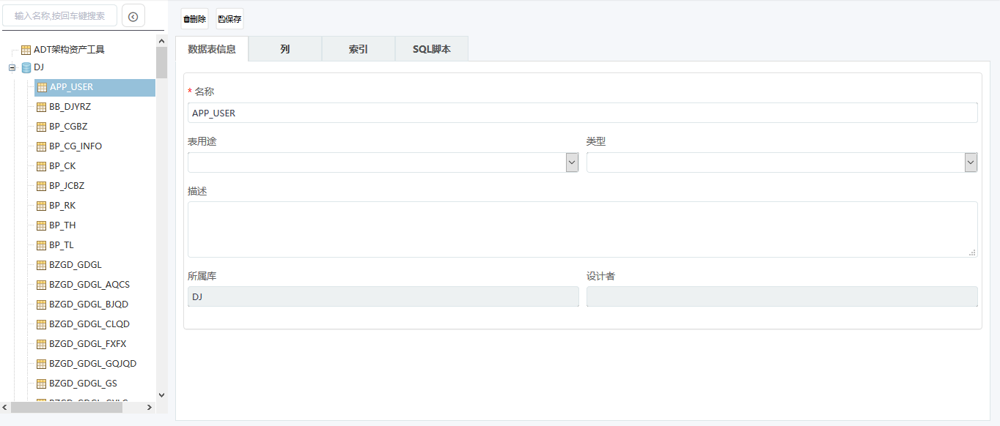 输入名称,按回车键搜索
ADT架构资产工具
DJ
APP_USER
BB_DJYRZ
BP_CGBZ
BP_CG_INFO
BP_CK
BP_JCBZ
BP_RK
BP_TH
BP_TL
BZGD_GDGL
BZGD_GDGL_AQCS
BZGD_GDGL_BJQD
BZGD_GDGL_CLQD
BZGD_GDGL_FXFX
BZGD_GDGL_GQJQD
BZGD_GDGL_GS
删除 保存
数据表信息 列 索引 SQL脚本
* 名称
APP_USER
表用途 类型
描述
所属库 设计者
DJ